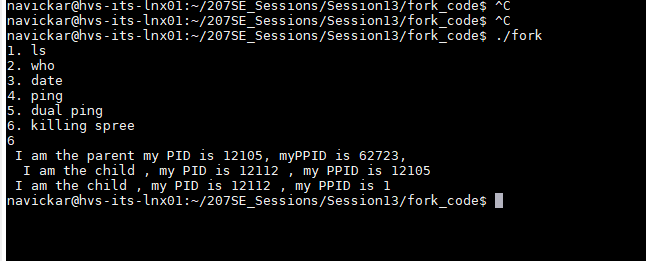 navickar@hvs-its-lnx01:~/207SE_Sessions/Session13/fork_code$ ^C
navickar@hvs-its-lnx01:~/207SE_Sessions/Session13/fork_code$ ^C
navickar@hvs-its-lnx01:~/207SE_Sessions/Session13/fork_code$ ./fork
1. ls
2. who
3. date
4. ping
5. dual ping
6. killing spree
6
I am the parent my PID is 12105, myPPID is 62723,
I am the child , my PID is 12112 , my PPID is 12105
I am the child , my PID is 12112 , my PPID is 1
navickar@hvs-its-lnx01:~/207SE_Sessions/Session13/fork_code$